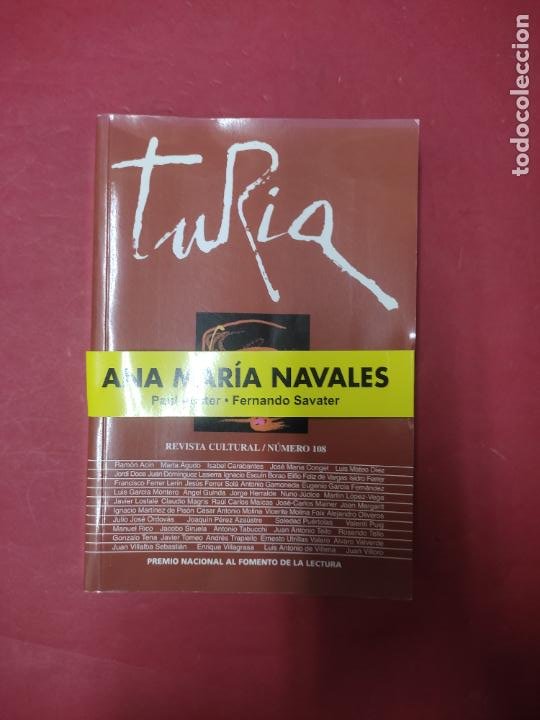 todocoleccion
tuRia
ANA MARÍA NAVALES
Fernando Savater
REVISTA CULTURAL / NÚMERO 108
Ramón Acín Marta Agudo Isabel Carabantes José María Conget Luis Mateo Díez
Jordi Doce Juan Domínguez Lasierra Ignacio Escuín Borao Elifio Feliz de Vargas Isidro Ferrer
Francisco Ferrer Lerín Jesús Ferrer Solá Antonio Gamoneda Eugenio García Fernández
Luis García Montero Ángel Guinda Jorge Herralde Nuno Júdice Martín López-Vega
Javier Lostalé Claudio Magris Raúl Carlos Maícas José-Carlos Mainer Joan Margarit
Ignacio Martínez de Pisón César Antonio Molina Vicente Molina Foix Alejandro Oliveros
Julio José Ordovás Joaquín Pérez Azaústre Soledad Puértolas Valentí Puig
Manuel Rico Jacobo Siruela Antonio Tabucchi Juan Antonio Tello Rosendo Tello
Gonzalo Tena Javier Tomeo Andrés Trapiello Ernesto Utrillas Valero Álvaro Valverde
Juan Villalba Sebastián Enrique Villagrasa Luis Antonio de Villena Juan Villoro
PREMIO NACIONAL AL FOMENTO DE LA LECTURA